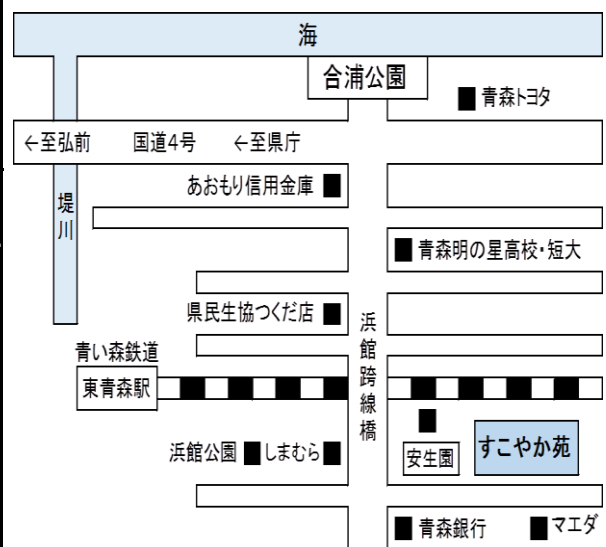 海
合浦公園
青森トヨタ
←至弘前 国道4号 ←至県庁
あおもり信用金庫
堤川
青森明の星高校・短大
県民生協つくだ店
浜館跨線橋
青い森鉄道
東青森駅
浜館公園 しまむら
安生園
すこやか苑
青森銀行 マエダ